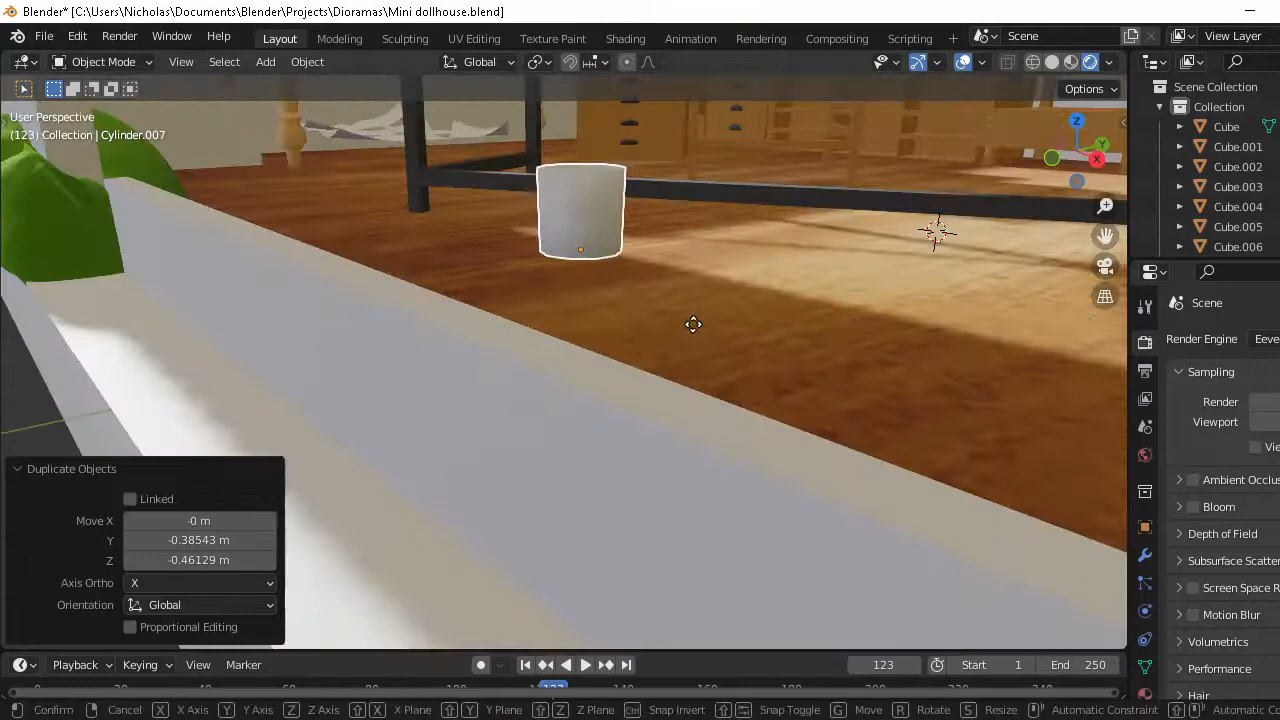 Blender* [C:\Users\Nicholas\Documents\Blender\Projects\Dioramas\Mini dollhouse.blend]
File Edit Render Window Help Layout Modeling Sculpting UV Editing Texture Paint Shading Animation Rendering Compositing Scripting + Scene View Layer
Object Mode View Select Add Object Global
Options
User Perspective
(123) Collection | Cylinder.007
Z
Y
X
Scene Collection
Collection
Cube
Cube.001
Cube.002
Cube.003
Cube.004
Cube.005
Cube.006
Scene
Render Engine Eeve
Sampling
Render
Viewport
Vie
Ambient Occlus
Bloom
Depth of Field
Subsurface Scatter
Screen Space R
Motion Blur
Volumetrics
Performance
Hair
Duplicate Objects
Linked
Move X -0 m
Y -0.38543 m
Z -0.46129 m
Axis Ortho X
Orientation Global
Proportional Editing
Playback Keying View Marker 123 Start 1 End 250
Confirm Cancel X X Axis Y Y Axis Z Z Axis X X Plane Y Y Plane Z Z Plane Ctrl Snap Invert Snap Toggle G Move R Rotate S Resize Automatic Constraint Automatic Co